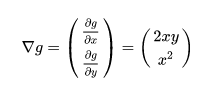 ∇g = ( ∂g/∂x ∂g/∂y ) = ( 2xy x² )